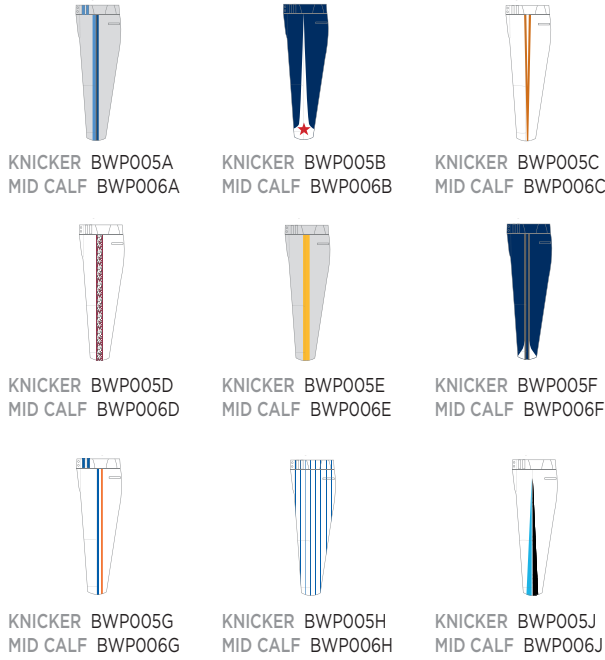 KNICKER BWP005A
MID CALF BWP006A
KNICKER BWP005B
MID CALF BWP006B
KNICKER BWP005C
MID CALF BWP006C
KNICKER BWP005D
MID CALF BWP006D
KNICKER BWP005E
MID CALF BWP006E
KNICKER BWP005F
MID CALF BWP006F
KNICKER BWP005G
MID CALF BWP006G
KNICKER BWP005H
MID CALF BWP006H
KNICKER BWP005J
MID CALF BWP006J